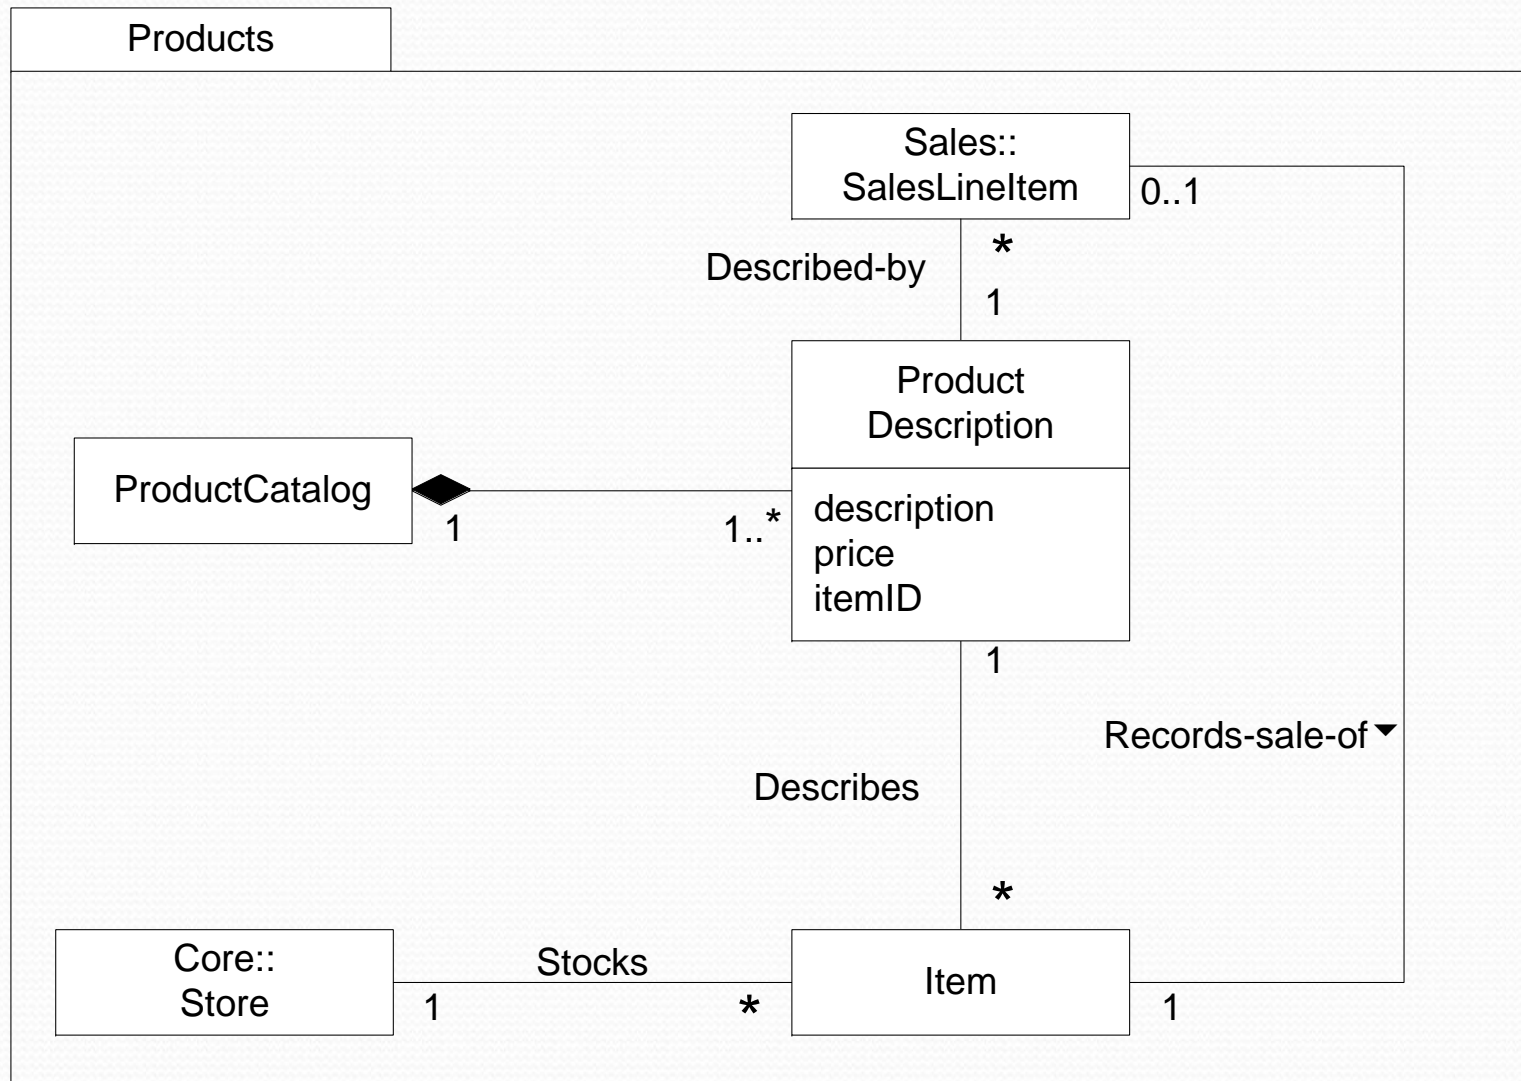 Products
Sales::
SalesLineItem
0..1
*
Described-by
1
Product
Description
ProductCatalog
1
1..*
description
price
itemID
1
Records-sale-of
Describes
*
Core::
Store
Stocks
1
*
Item
1